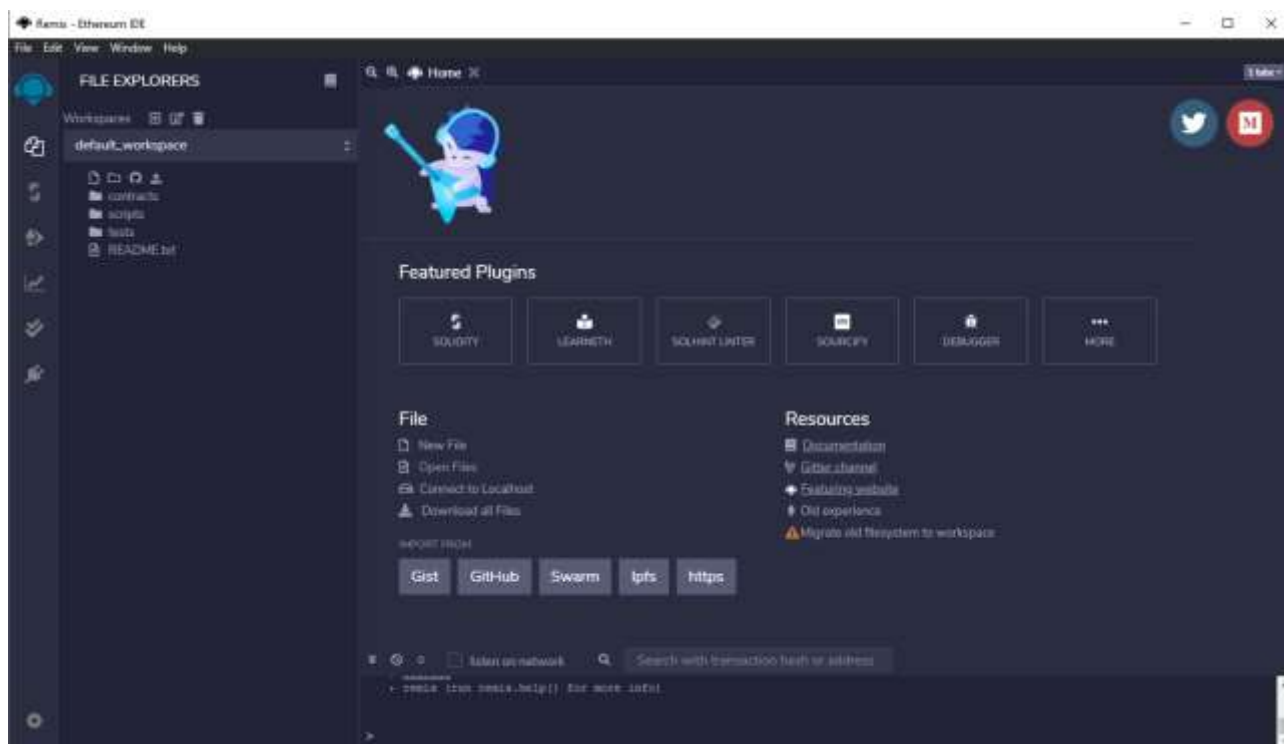 Remix - Ethereum IDE
File Edit View Window Help
FILE EXPLORERS
Workspaces
default_workspace
contracts
scripts
tests
README.txt
Home
Featured Plugins
SOLIDITY
LEARNETH
SOLHINT LINTER
SOURCIFY
DEBUGGER
MORE
File
New File
Open Files
Connect to Localhost
Download all Files
IMPORT FROM:
Gist GitHub Swarm Ipfs https
Resources
Documentation
Gitter channel
Featuring website
Old experience
Migrate old filesystem to workspace
0 listen on network Search with transaction hash or address
remix (run remix.help() for more info)
>